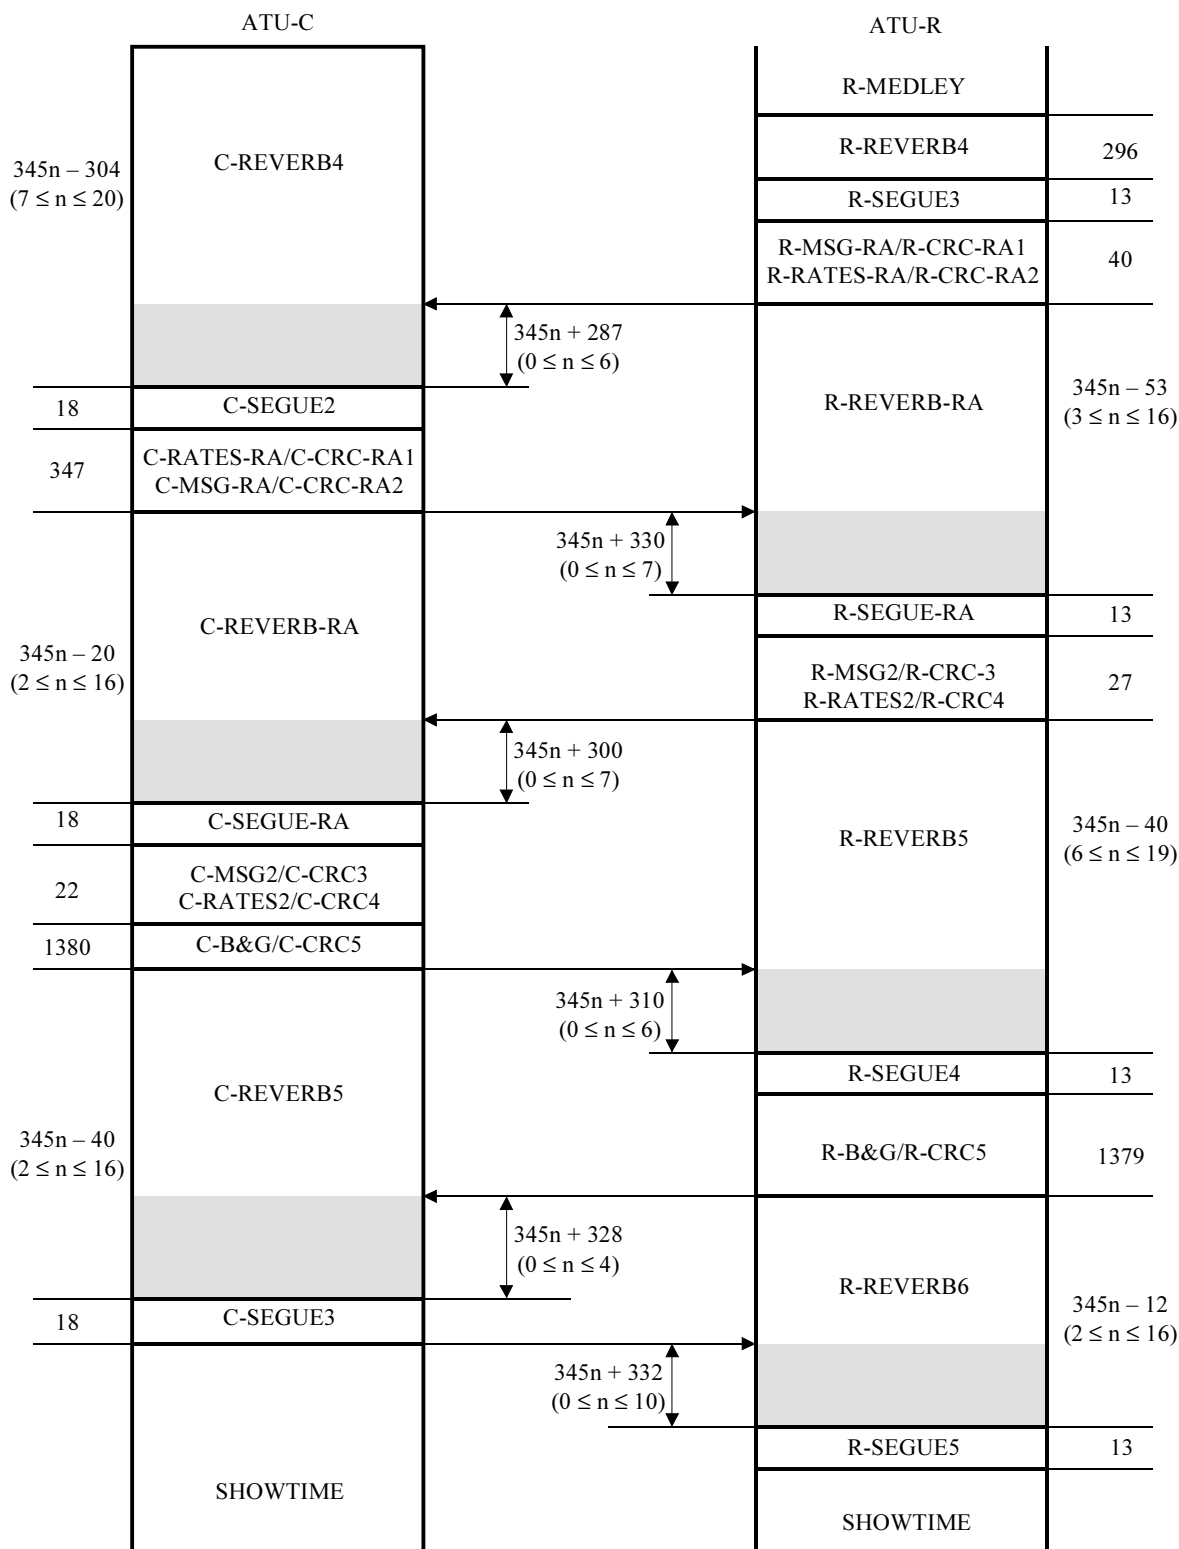 ATU-C
ATU-R
R-MEDLEY
C-REVERB4
345n – 304
(7 ≤ n ≤ 20)
R-REVERB4
296
R-SEGUE3
13
R-MSG-RA/R-CRC-RA1
R-RATES-RA/R-CRC-RA2
40
345n + 287
(0 ≤ n ≤ 6)
R-REVERB-RA
345n – 53
(3 ≤ n ≤ 16)
18
C-SEGUE2
347
C-RATES-RA/C-CRC-RA1
C-MSG-RA/C-CRC-RA2
345n + 330
(0 ≤ n ≤ 7)
R-SEGUE-RA
13
C-REVERB-RA
345n – 20
(2 ≤ n ≤ 16)
R-MSG2/R-CRC-3
R-RATES2/R-CRC4
27
345n + 300
(0 ≤ n ≤ 7)
18
C-SEGUE-RA
R-REVERB5
345n – 40
(6 ≤ n ≤ 19)
22
C-MSG2/C-CRC3
C-RATES2/C-CRC4
1380
C-B&G/C-CRC5
345n + 310
(0 ≤ n ≤ 6)
R-SEGUE4
13
C-REVERB5
345n – 40
(2 ≤ n ≤ 16)
R-B&G/R-CRC5
1379
345n + 328
(0 ≤ n ≤ 4)
R-REVERB6
345n – 12
(2 ≤ n ≤ 16)
18
C-SEGUE3
345n + 332
(0 ≤ n ≤ 10)
R-SEGUE5
13
SHOWTIME
SHOWTIME